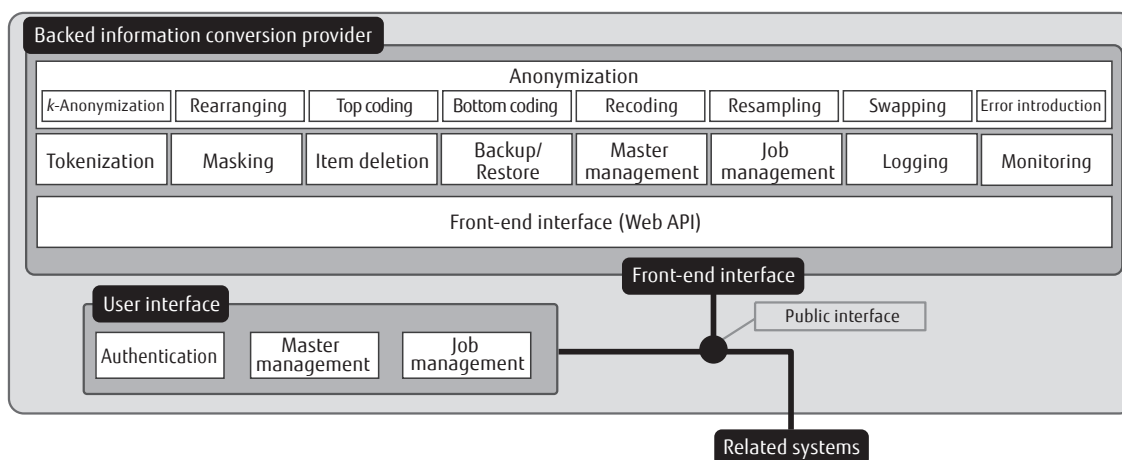 Backed information conversion provider
Anonymization
k-Anonymization
Rearranging
Top coding
Bottom coding
Recoding
Resampling
Swapping
Error introduction
Tokenization
Masking
Item deletion
Backup/
Restore
Master
management
Job
management
Logging
Monitoring
Front-end interface (Web API)
Front-end interface
User interface
Public interface
Authentication
Master
management
Job
management
Related systems